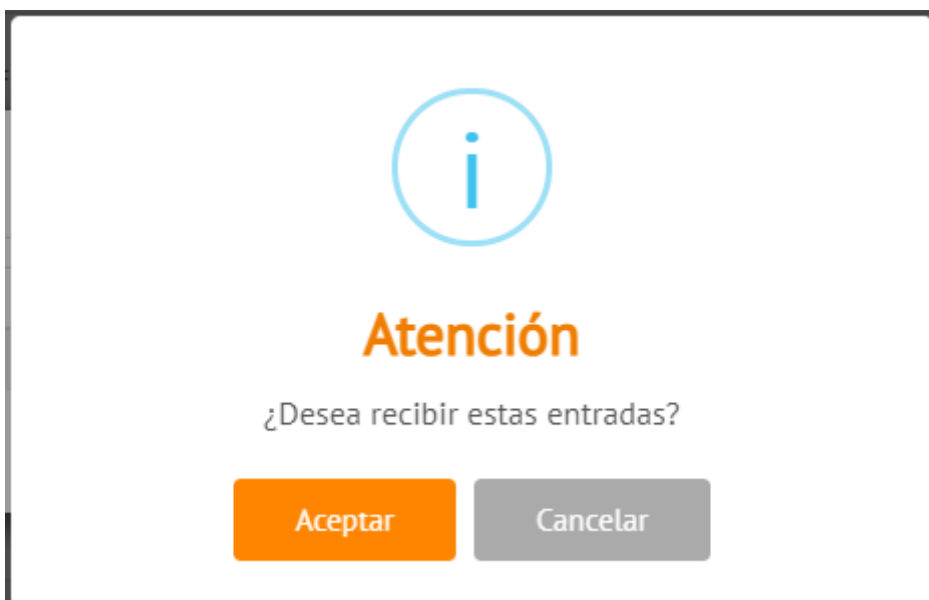 i
Atención
¿Desea recibir estas entradas?
Aceptar
Cancelar